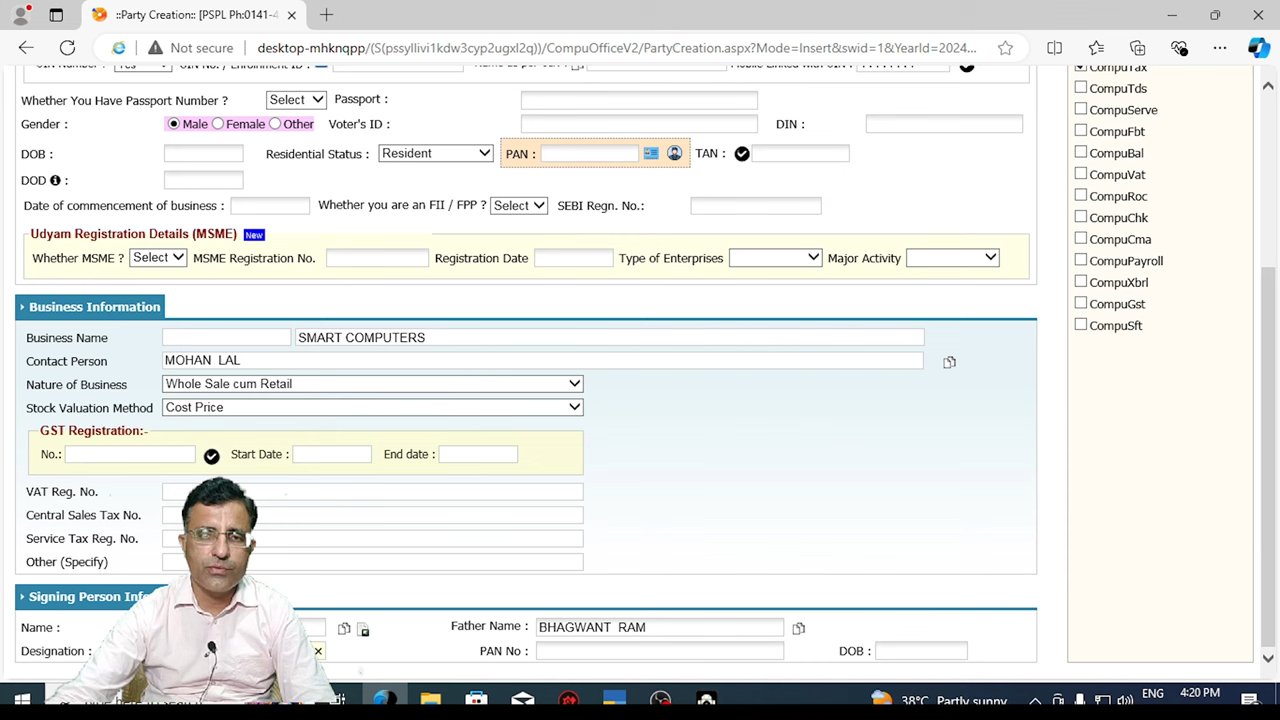 ::Party Creation:: [PSPL Ph:0141-4
Not secure desktop-mhknqpp/(S(pssyllivi1kdw3cyp2ugxl2q))/CompuOfficeV2/PartyCreation.aspx?Mode=Insert&swid=1&YearId=2024...
Whether You Have Passport Number ? Select Passport :
Gender : Male Female Other Voter's ID : DIN :
DOB : Residential Status : Resident PAN : TAN :
DOD :
Date of commencement of business : Whether you are an FII / FPP ? Select SEBI Regn. No.:
Udyam Registration Details (MSME) New
Whether MSME ? Select MSME Registration No. Registration Date Type of Enterprises Major Activity
Business Information
Business Name SMART COMPUTERS
Contact Person MOHAN LAL
Nature of Business Whole Sale cum Retail
Stock Valuation Method Cost Price
GST Registration:-
No.: Start Date : End date :
VAT Reg. No.
Central Sales Tax No.
Service Tax Reg. No.
Other (Specify)
Signing Person
Name : Father Name : BHAGWANT RAM
Designation : PAN No : DOB :
CompuTax
CompuTds
CompuServe
CompuFbt
CompuBal
CompuVat
CompuRoc
CompuChk
CompuCma
CompuPayroll
CompuXbrl
CompuGst
CompuSft
38°C Partly sunny ENG 4:20 PM